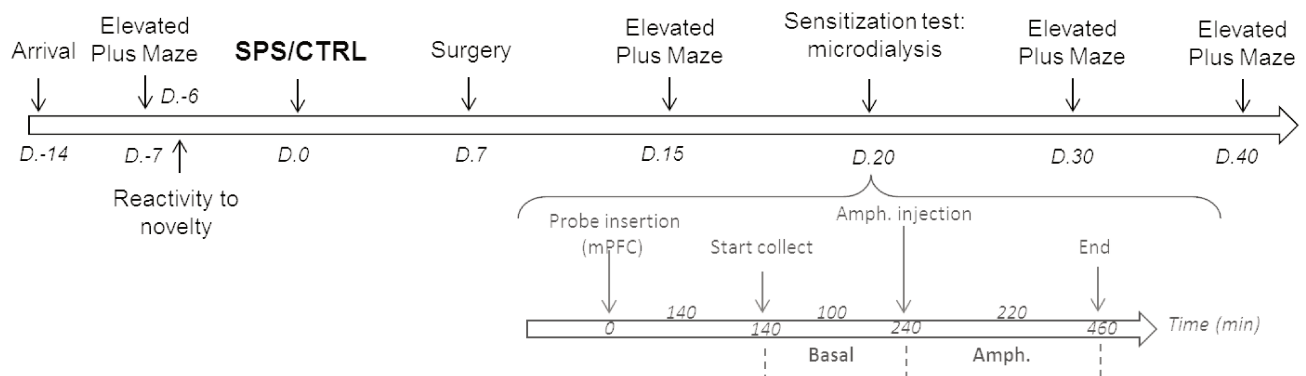 Arrival
Elevated
Plus Maze
SPS/CTRL
Surgery
Elevated
Plus Maze
Sensitization test:
microdialysis
Elevated
Plus Maze
Elevated
Plus Maze
D.-6
D.-14
D.-7
D.0
D.7
D.15
D.20
D.30
D.40
Reactivity to
novelty
Probe insertion
(mPFC)
Start collect
Amph. injection
End
140
100
220
0
140
240
460
Time (min)
Basal
Amph.